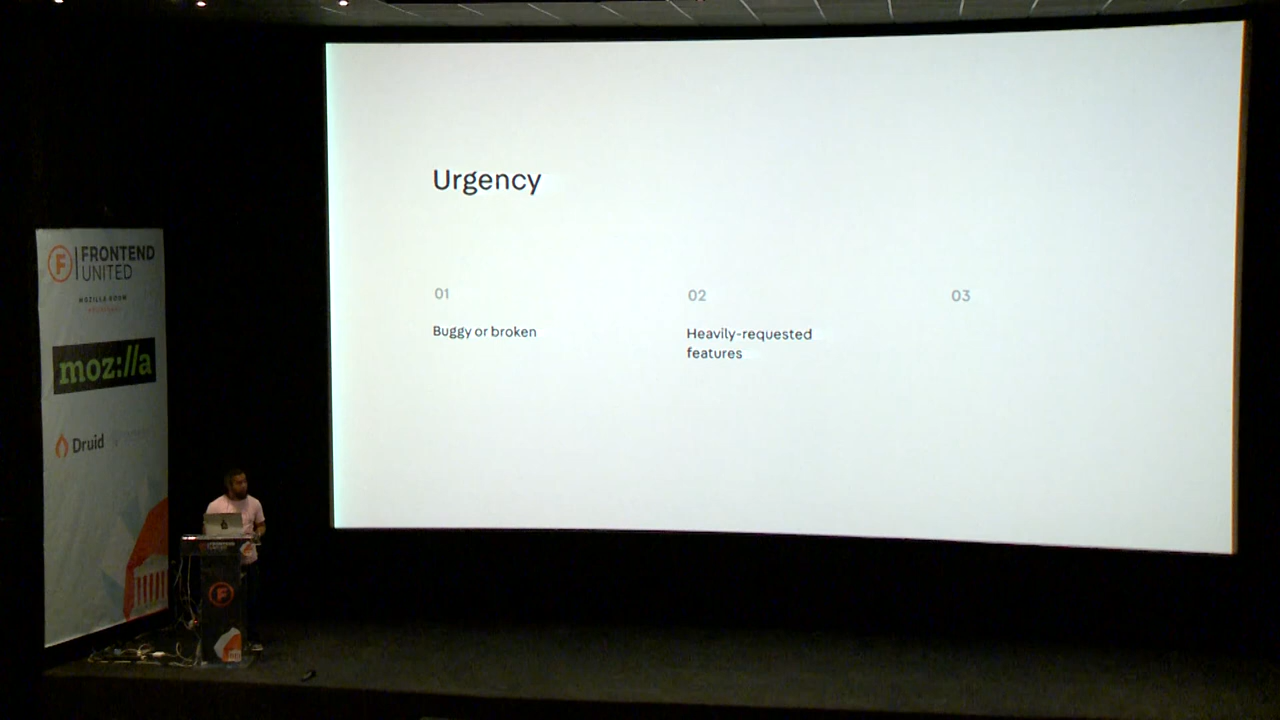 Urgency
01
Buggy or broken
02
Heavily-requested
features
03
F
FRONTEND
UNITED
MOZILLA ROOM
moz://a
Druid
F